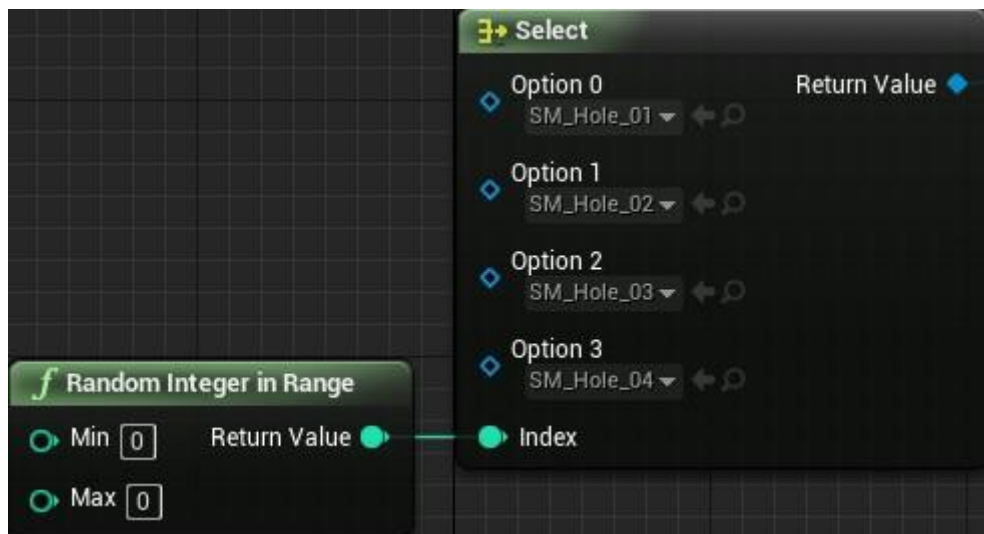 Select
Option 0
Return Value
SM_Hole_01
Option 1
SM_Hole_02
Option 2
SM_Hole_03
Option 3
SM_Hole_04
Index
f Random Integer in Range
Min 0
Return Value
Max 0